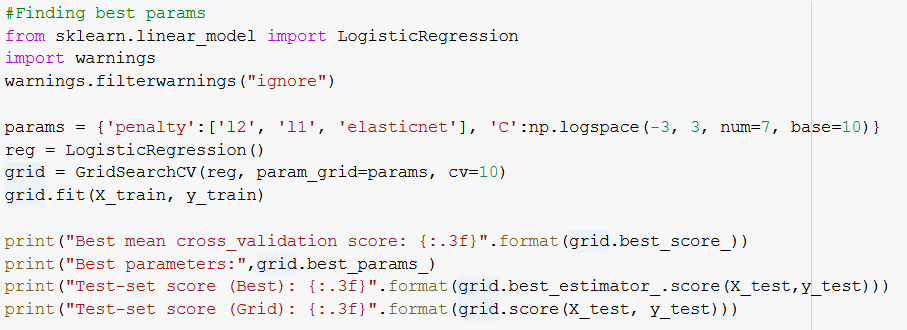 #Finding best params
from sklearn.linear_model import LogisticRegression
import warnings
warnings.filterwarnings("ignore")
params = {'penalty':['l2', 'l1', 'elasticnet'], 'C':np.logspace(-3, 3, num=7, base=10)}
reg = LogisticRegression()
grid = GridSearchCV(reg, param_grid=params, cv=10)
grid.fit(X_train, y_train)
print("Best mean cross_validation score: {:.3f}".format(grid.best_score_))
print("Best parameters:",grid.best_params_)
print("Test-set score (Best): {:.3f}".format(grid.best_estimator_.score(X_test,y_test)))
print("Test-set score (Grid): {:.3f}".format(grid.score(X_test, y_test)))